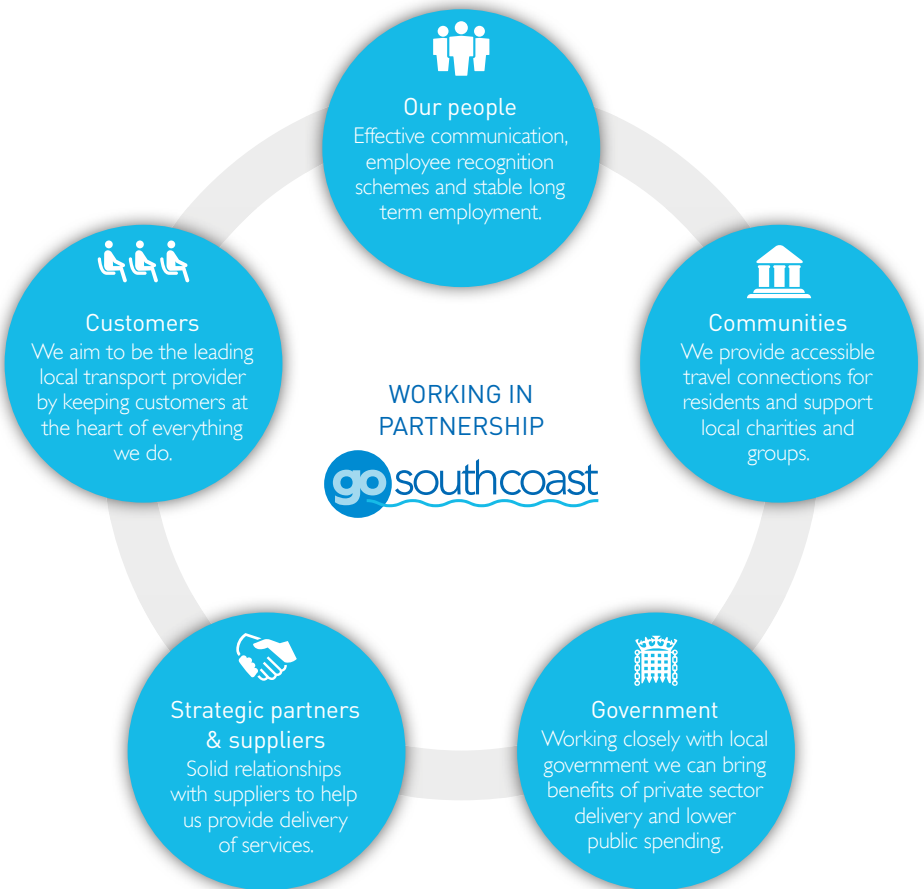 Our people
Effective communication,
employee recognition
schemes and stable long
term employment.
Customers
We aim to be the leading
local transport provider
by keeping customers at
the heart of everything
we do.
Communities
We provide accessible
travel connections for
residents and support
local charities and
groups.
WORKING IN
PARTNERSHIP
go southcoast
Strategic partners
& suppliers
Solid relationships
with suppliers to help
us provide delivery
of services.
Government
Working closely with local
government we can bring
benefits of private sector
delivery and lower
public spending.